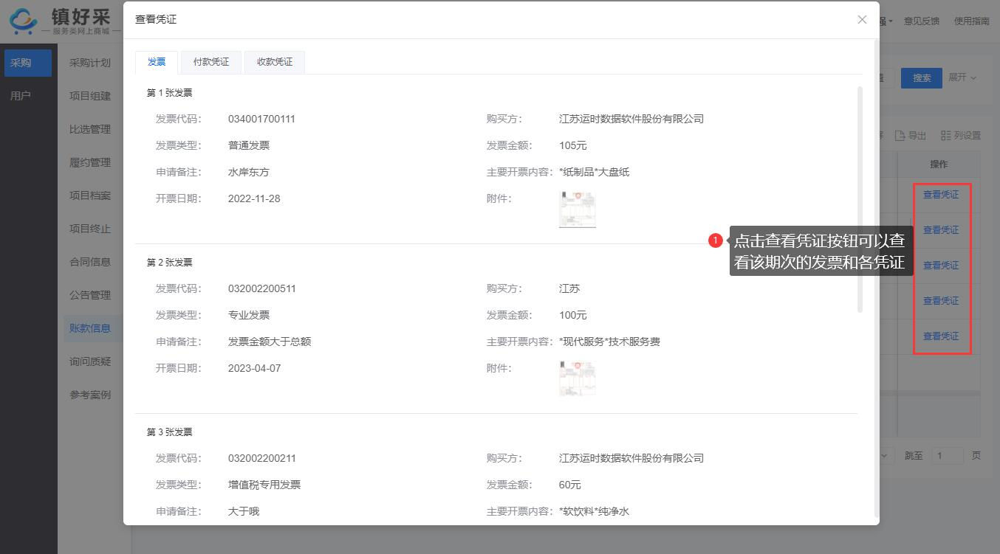 镇好采
服务类网上商城
强
意见反馈
使用指南
采购
用户
采购计划
项目组建
比选管理
履约管理
项目档案
项目终止
合同信息
公告管理
账款信息
询问质疑
参考案例
查看凭证
发票
付款凭证
收款凭证
第 1 张发票
发票代码: 034001700111 购买方: 江苏运时数据软件股份有限公司
发票类型: 普通发票 发票金额: 105元
申请备注: 水岸东方 主要开票内容: *纸制品*大盘纸
开票日期: 2022-11-28 附件:
第 2 张发票
发票代码: 032002200511 购买方: 江苏
发票类型: 专业发票 发票金额: 100元
申请备注: 发票金额大于总额 主要开票内容: *现代服务*技术服务费
开票日期: 2023-04-07 附件:
第 3 张发票
发票代码: 032002200211 购买方: 江苏运时数据软件股份有限公司
发票类型: 增值税专用发票 发票金额: 60元
申请备注: 大于哦 主要开票内容: *软饮料*纯净水
置
搜索
展开
导出
列设置
操作
查看凭证
查看凭证
查看凭证
查看凭证
查看凭证
1
点击查看凭证按钮可以查
看该期次的发票和各凭证
跳至 1 页